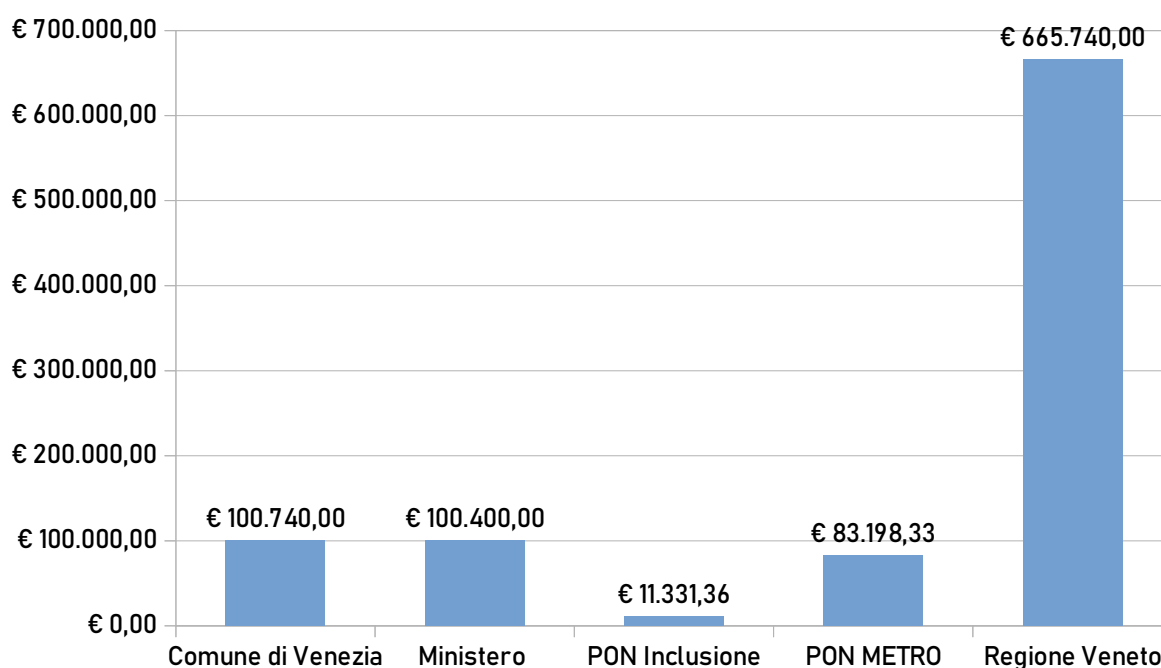 € 700.000,00
€ 600.000,00
€ 500.000,00
€ 400.000,00
€ 300.000,00
€ 200.000,00
€ 100.000,00
€ 0,00
€ 100.740,00
€ 100.400,00
€ 11.331,36
€ 83.198,33
€ 665.740,00
Comune di Venezia
Ministero
PON Inclusione
PON METRO
Regione Veneto